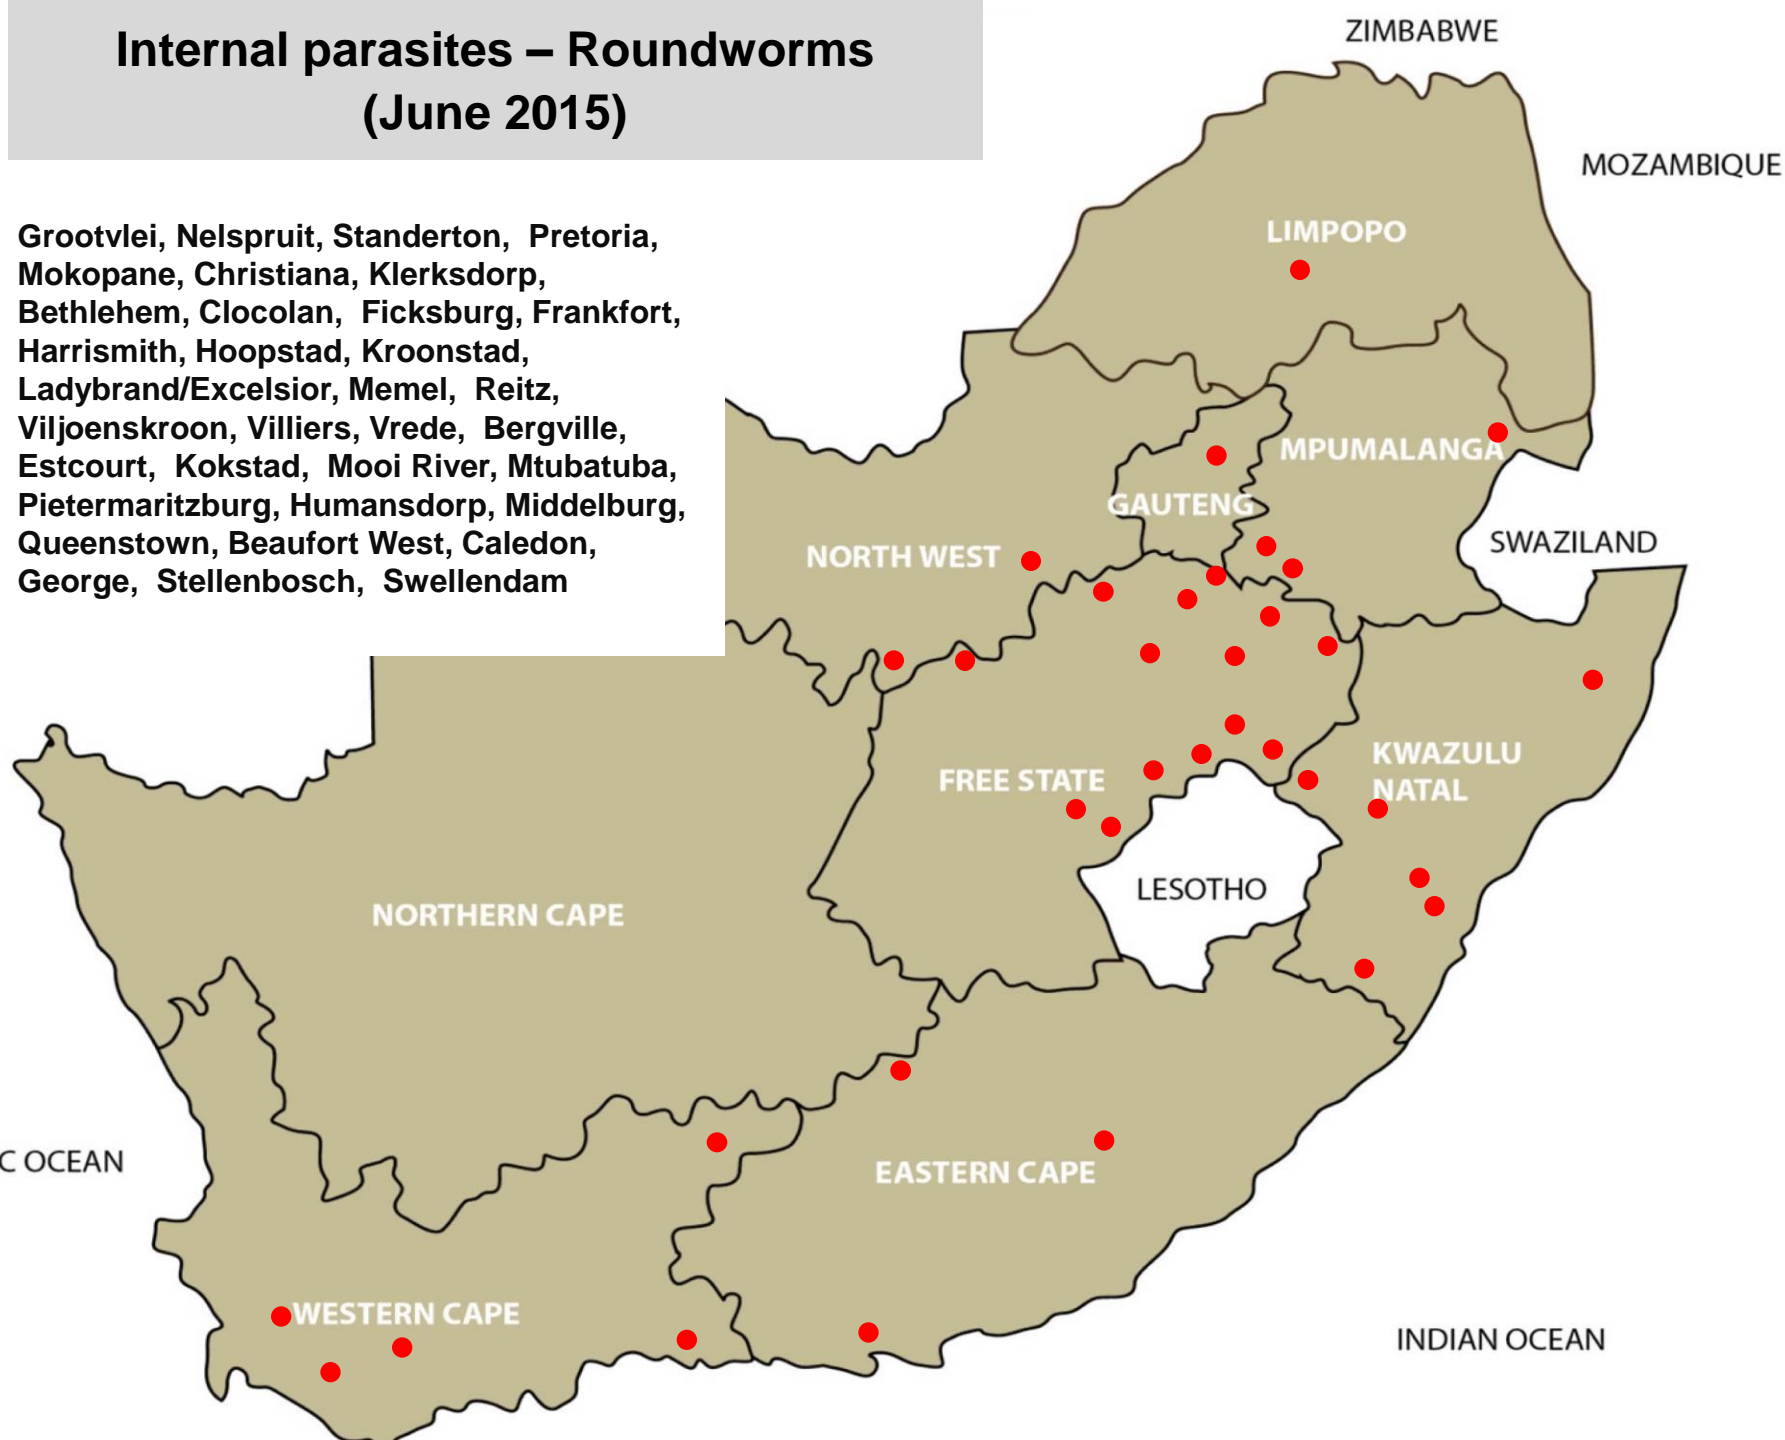 Internal parasites – Roundworms
(June 2015)
Grootvlei, Nelspruit, Standerton, Pretoria,
Mokopane, Christiana, Klerksdorp,
Bethlehem, Clocolan, Ficksburg, Frankfort,
Harrismith, Hoopstad, Kroonstad,
Ladybrand/Excelsior, Memel, Reitz,
Viljoenskroon, Villiers, Vrede, Bergville,
Estcourt, Kokstad, Mooi River, Mtubatuba,
Pietermaritzburg, Humansdorp, Middelburg,
Queenstown, Beaufort West, Caledon,
George, Stellenbosch, Swellendam
ZIMBABWE
MOZAMBIQUE
LIMPOPO
MPUMALANGA
GAUTENG
SWAZILAND
NORTH WEST
KWAZULU
NATAL
FREE STATE
LESOTHO
NORTHERN CAPE
C OCEAN
EASTERN CAPE
WESTERN CAPE
INDIAN OCEAN